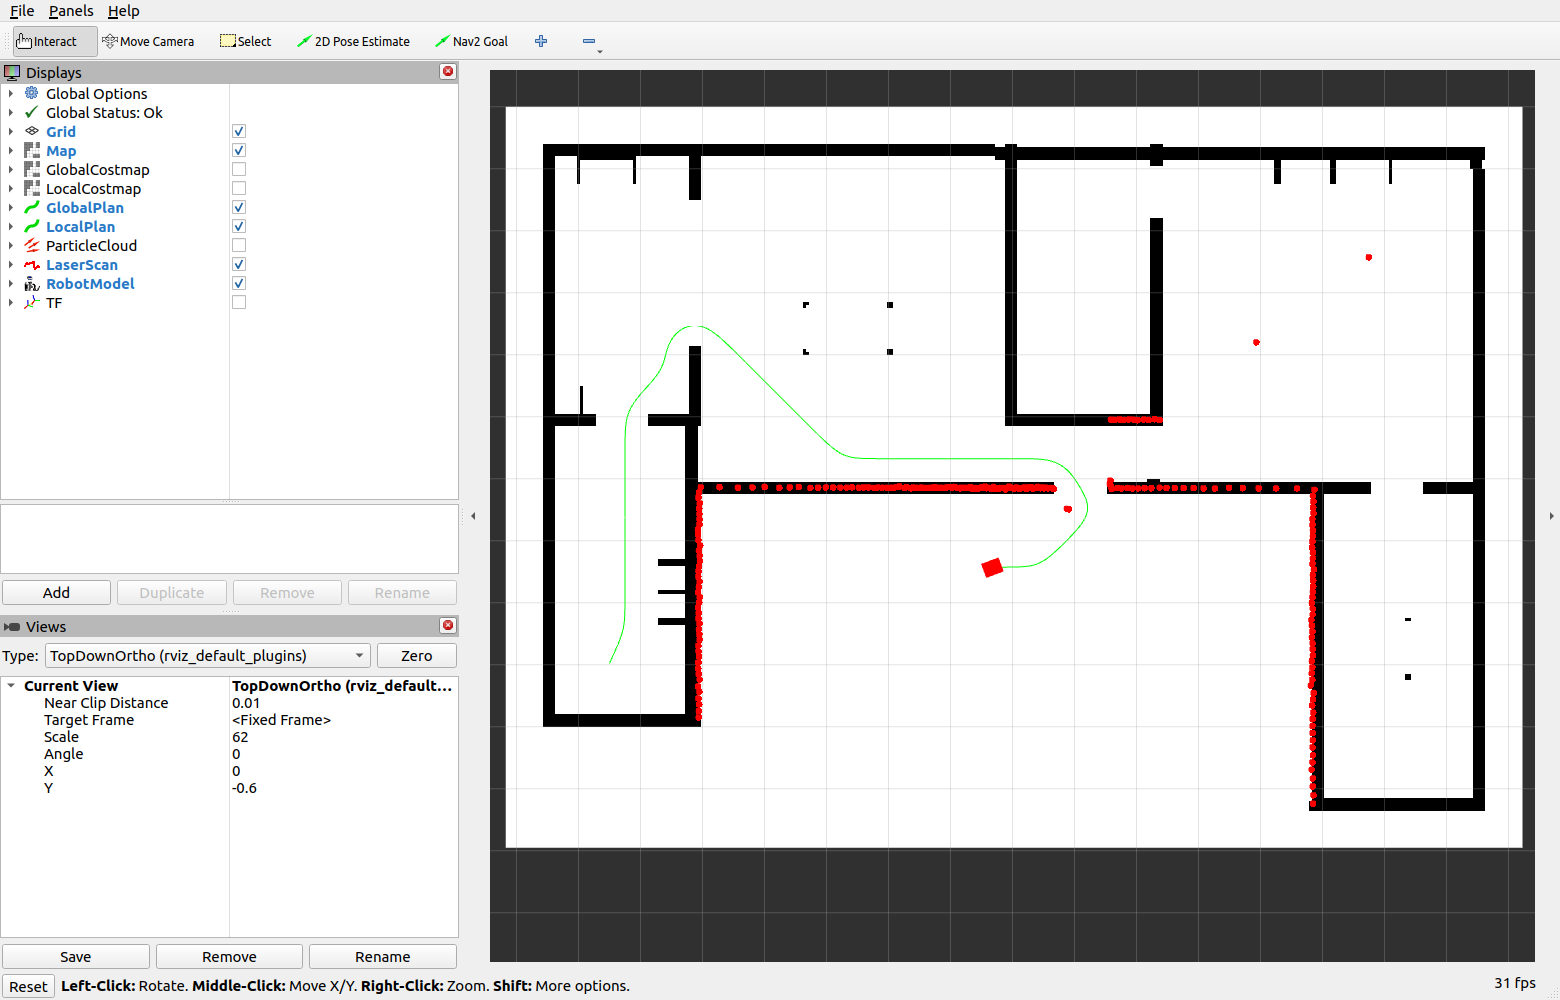 File Panels Help
Interact Move Camera Select 2D Pose Estimate Nav2 Goal
Displays
Global Options
Global Status: Ok
Grid
Map
GlobalCostmap
LocalCostmap
GlobalPlan
LocalPlan
ParticleCloud
LaserScan
RobotModel
TF
Add Duplicate Remove Rename
Views
Type: TopDownOrtho (rviz_default_plugins) Zero
Current View TopDownOrtho (rviz_default...
Near Clip Distance 0.01
Target Frame <Fixed Frame>
Scale 62
Angle 0
X 0
Y -0.6
Save Remove Rename
Reset Left-Click: Rotate. Middle-Click: Move X/Y. Right-Click: Zoom. Shift: More options. 31 fps